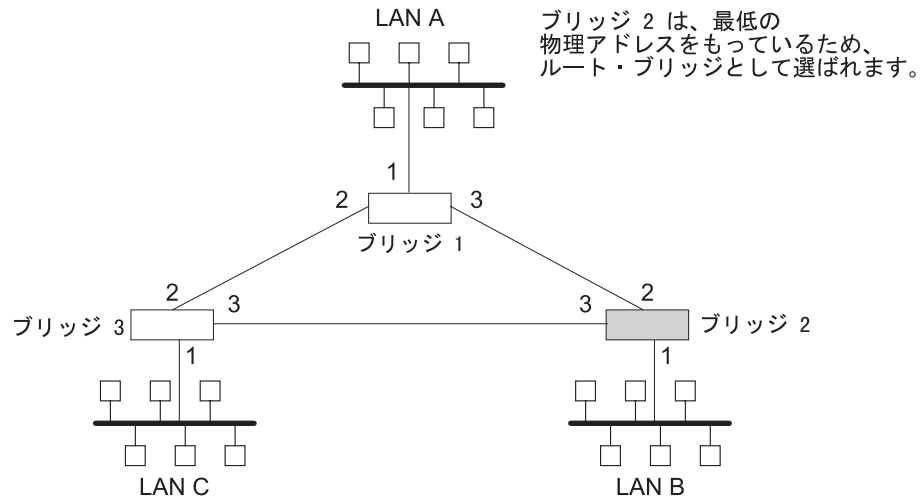 LAN A
ブリッジ 2 は、最低の
物理アドレスをもっているため、
ルート・ブリッジとして選ばれます。
1
2
3
ブリッジ 1
2
3
3
2
ブリッジ 3
ブリッジ 2
1
1
LAN C
LAN B